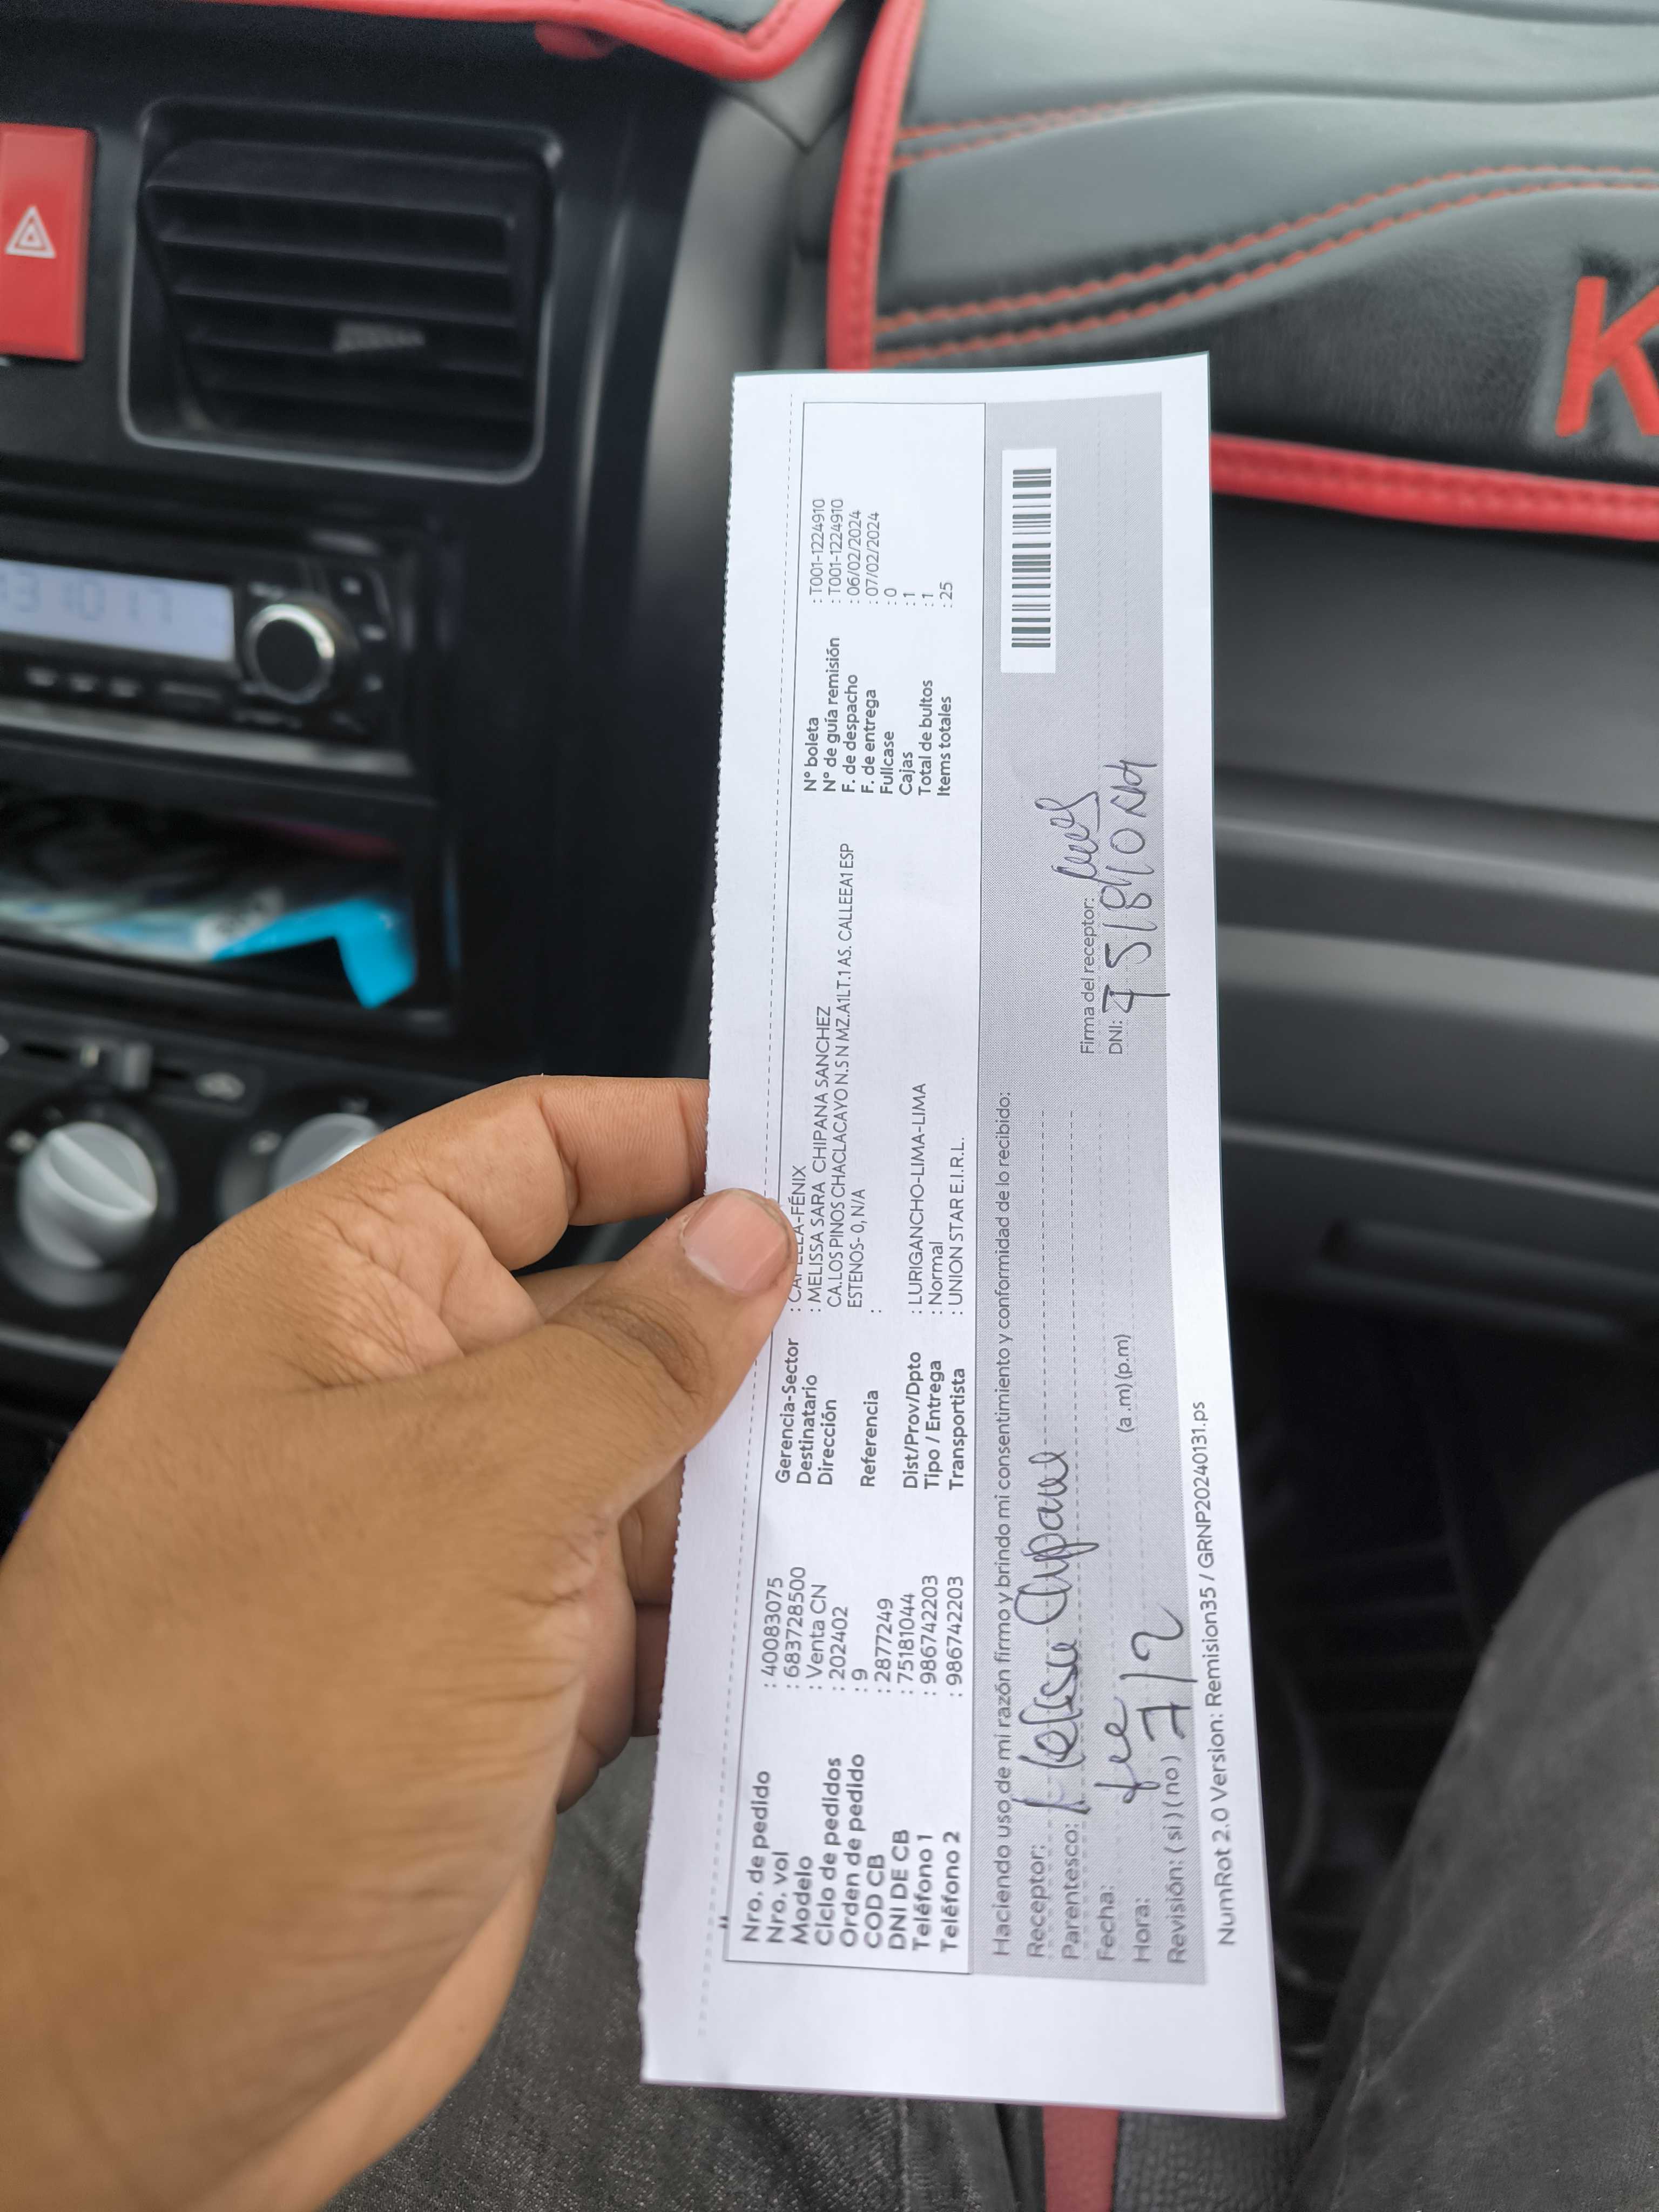 Nro. de pedido : 40083075
Nro. vol : 683728500
Modelo : Venta CN
Ciclo de pedidos : 202402
Orden de pedido : 9
COD CB : 2877249
DNI DE CB : 75181044
Teléfono 1 : 986742203
Teléfono 2 : 986742203
Gerencia-Sector : CAPELLA-FÉNIX
Destinatario : MELISSA SARA CHIPANA SANCHEZ
Dirección CA.LOS PINOS CHACLACAYO N.S N MZ.A1LT.1 AS. CALLEEA1 ESP
ESTENOS- 0, N/A
Referencia :
Dist/Prov/Dpto : LURIGANCHO-LIMA-LIMA
Tipo / Entrega : Normal
Transportista : UNION STAR E.I.R.L.
N° boleta : T001-1224910
N° de guía remisión : T001-1224910
F. de despacho : 06/02/2024
F. de entrega : 07/02/2024
Fullcase : 0
Cajas : 1
Total de bultos : 1
Items totales : 25
Haciendo uso de mi razón firmo y brindo mi consentimiento y conformidad de lo recibido:
Receptor:
Parentesco:
Fecha:
Hora: 7/2 (a .m) (p.m)
Revisión: ( si ) ( no )
Firma del receptor:
DNI:
NumRot 2.0 Version: Remision35 / GRNP20240131.ps
K